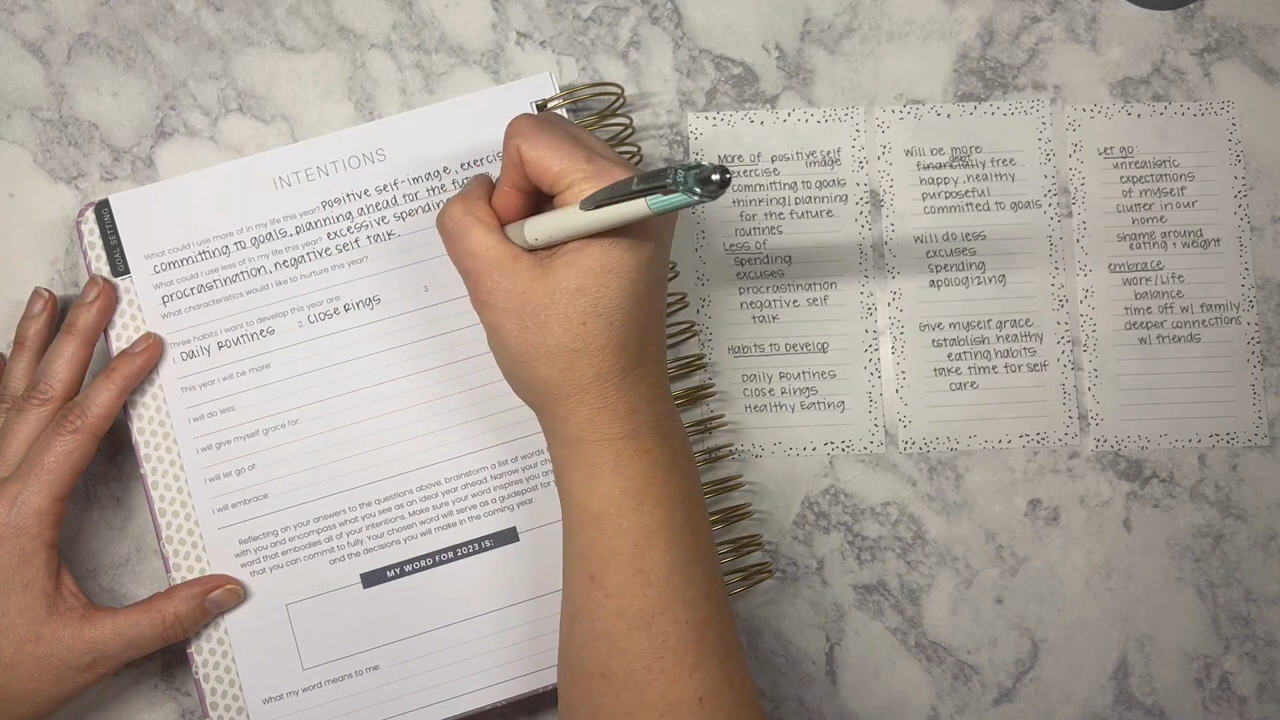 GOAL SETTING
INTENTIONS
What could I use more of in my life this year? positive self-image, exercis
committing to goals, planning ahead for the future,
What could I use less of in my life this year? excessive spending
procrastination, negative self talk.
What characteristics would I like to nurture this year?
Three habits I want to develop this year are:
1. Daily Routines 2. Close Rings 3.
This year I will be more:
I will do less:
I will give myself grace for:
I will let go of:
I will embrace:
Reflecting on your answers to the questions above, brainstorm a list of words
with you and encompass what you see as an ideal year ahead. Narrow your
word that embodies all of your intentions. Make sure your word inspires you and
that you can commit to fully. Your chosen word will serve as a guidepost for
and the decisions you will make in the coming year.
MY WORD FOR 2023 IS:
What my word means to me:
More of positive self
image
exercise
committing to goals
thinking/planning
for the future
routines
Less of
spending
excuses
procrastination
negative self
talk
Habits to Develop
Daily Routines
Close Rings
Healthy Eating
Will be more
debt
financially free
happy, healthy
purposeful
committed to goals
Will do less
excuses
spending
apologizing
Give myself grace
establish healthy
eating habits
take time for self
care
Let go:
unrealistic
expectations
of myself
clutter in our
home
shame around
eating + weight
embrace
work/life
balance
time off w/ family
deeper connections
w/ friends